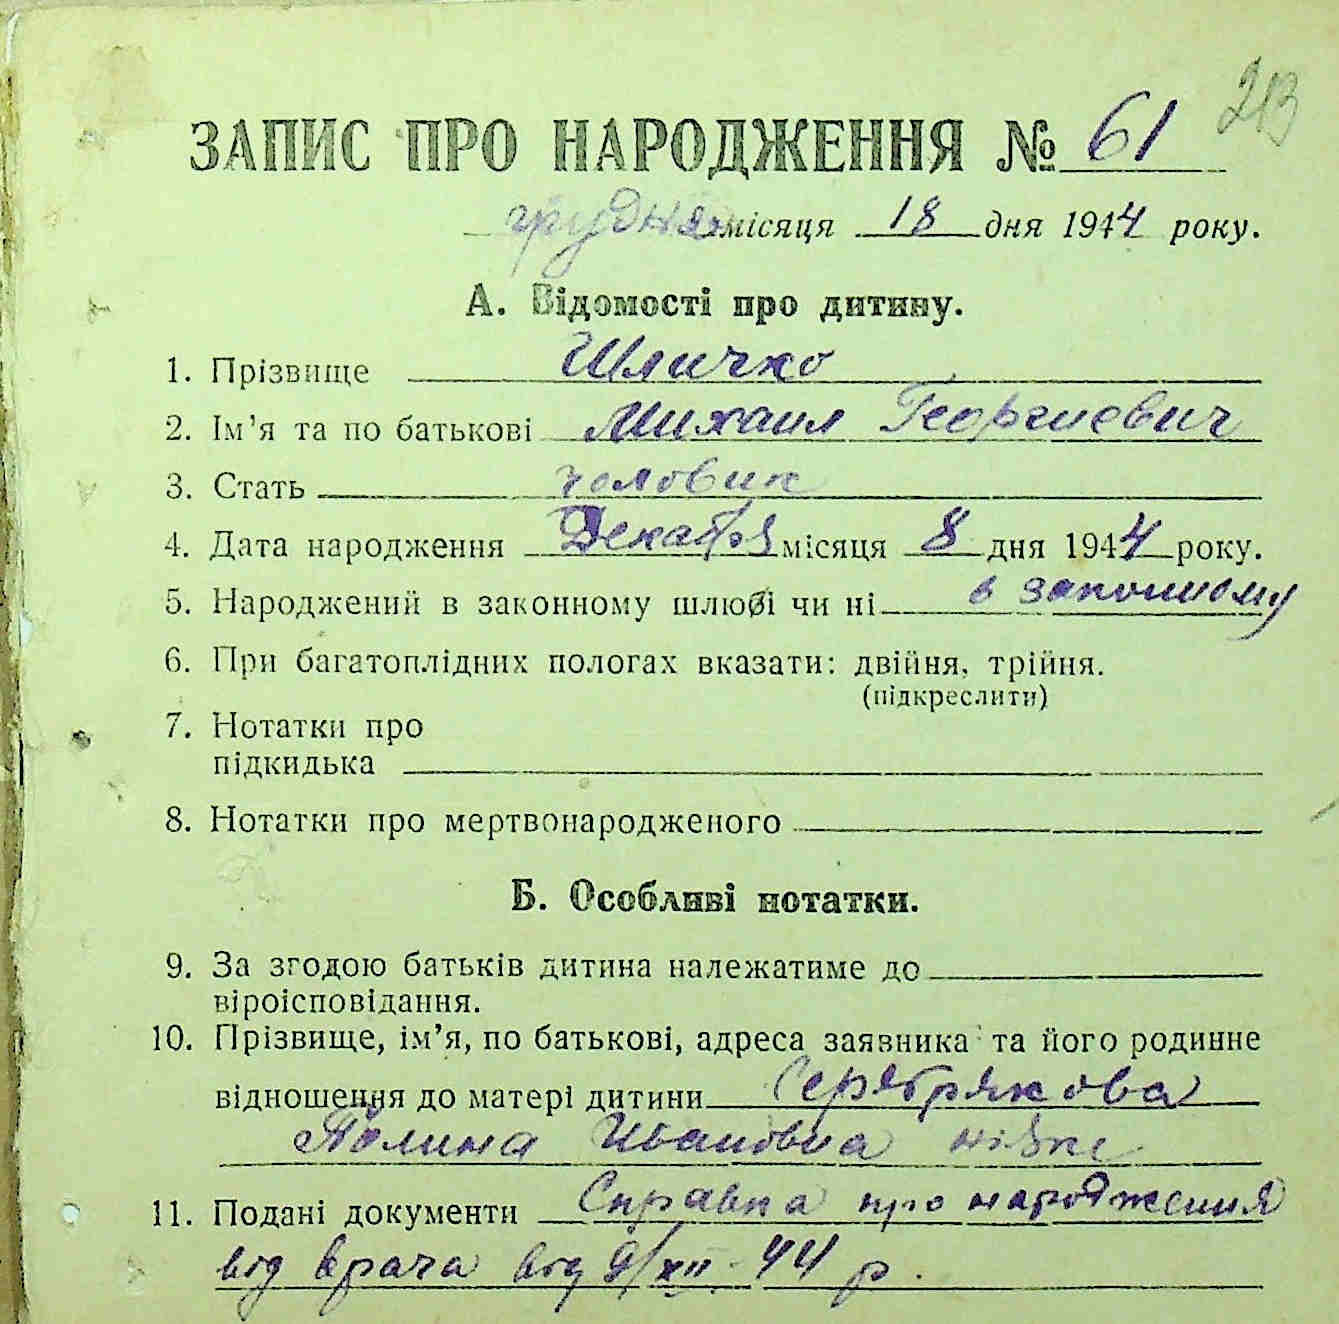 213
ЗАПИС ПРО НАРОДЖЕННЯ № 61
грудня місяця 18 дня 1944 року.
А. Відомості про дитину.
1. Прізвище Шличко
2. Ім'я та по батькові Михаил Георгиевич
3. Стать чоловик
4. Дата народження Декабря місяця 8 дня 1944 року.
5. Народжений в законному шлюбі чи ні в законному
6. При багатоплідних пологах вказати: двійня, трійня.
(підкреслити)
7. Нотатки про
підкидька
8. Нотатки про мертвонародженого
Б. Особливі нотатки.
9. За згодою батьків дитина належатиме до
віроісповідання.
10. Прізвище, ім'я, по батькові, адреса заявника та його родинне
відношення до матері дитини Серебрякова
Полина Ивановна
11. Подані документи Справка про народження
від врача від 9/XII-44 р.